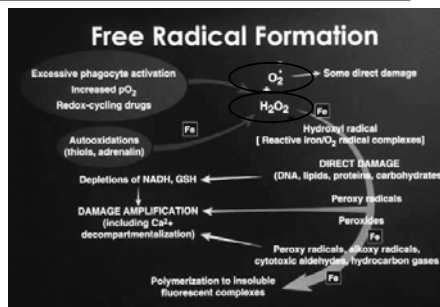 Free Radical Formation
Excessive phagocyte activation
Increased pO2
Redox-cycling drugs
O2
+
H2O2
Some direct damage
Fe
Hydroxyl radical
[ Reactive iron/O2 radical complexes]
Fe
Autooxidations
(thiols, adrenalin)
DIRECT DAMAGE
(DNA, lipids, proteins, carbohydrates)
Depletions of NADH, GSH
Peroxy radicals
DAMAGE AMPLIFICATION
(including Ca2+
decompartmentalization)
Peroxides
Fe
Peroxy radicals, alkoxy radicals,
cytotoxic aldehydes, hydrocarbon gases
Fe
Polymerization to insoluble
fluorescent complexes